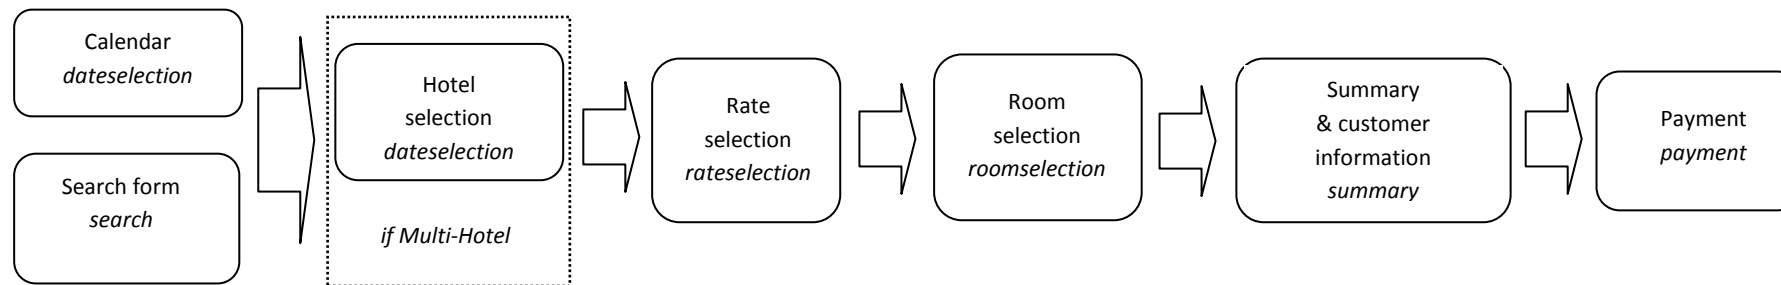 Calendar
dateselection
Search form
search
Hotel
selection
dateselection
if Multi-Hotel
Rate
selection
rateselection
Room
selection
roomselection
Summary
& customer
information
summary
Payment
payment